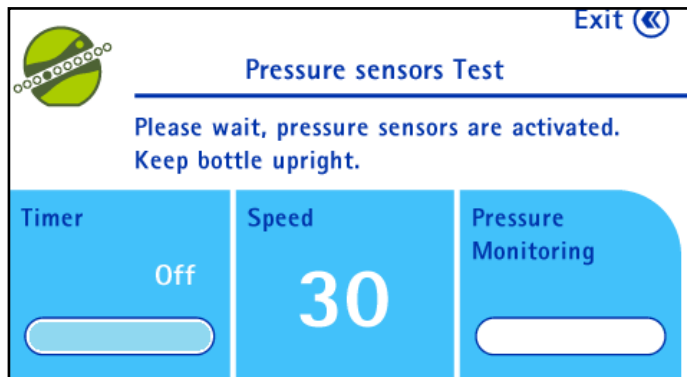 Exit
Pressure sensors Test
Please wait, pressure sensors are activated.
Keep bottle upright.
Timer
Off
Speed
30
Pressure
Monitoring